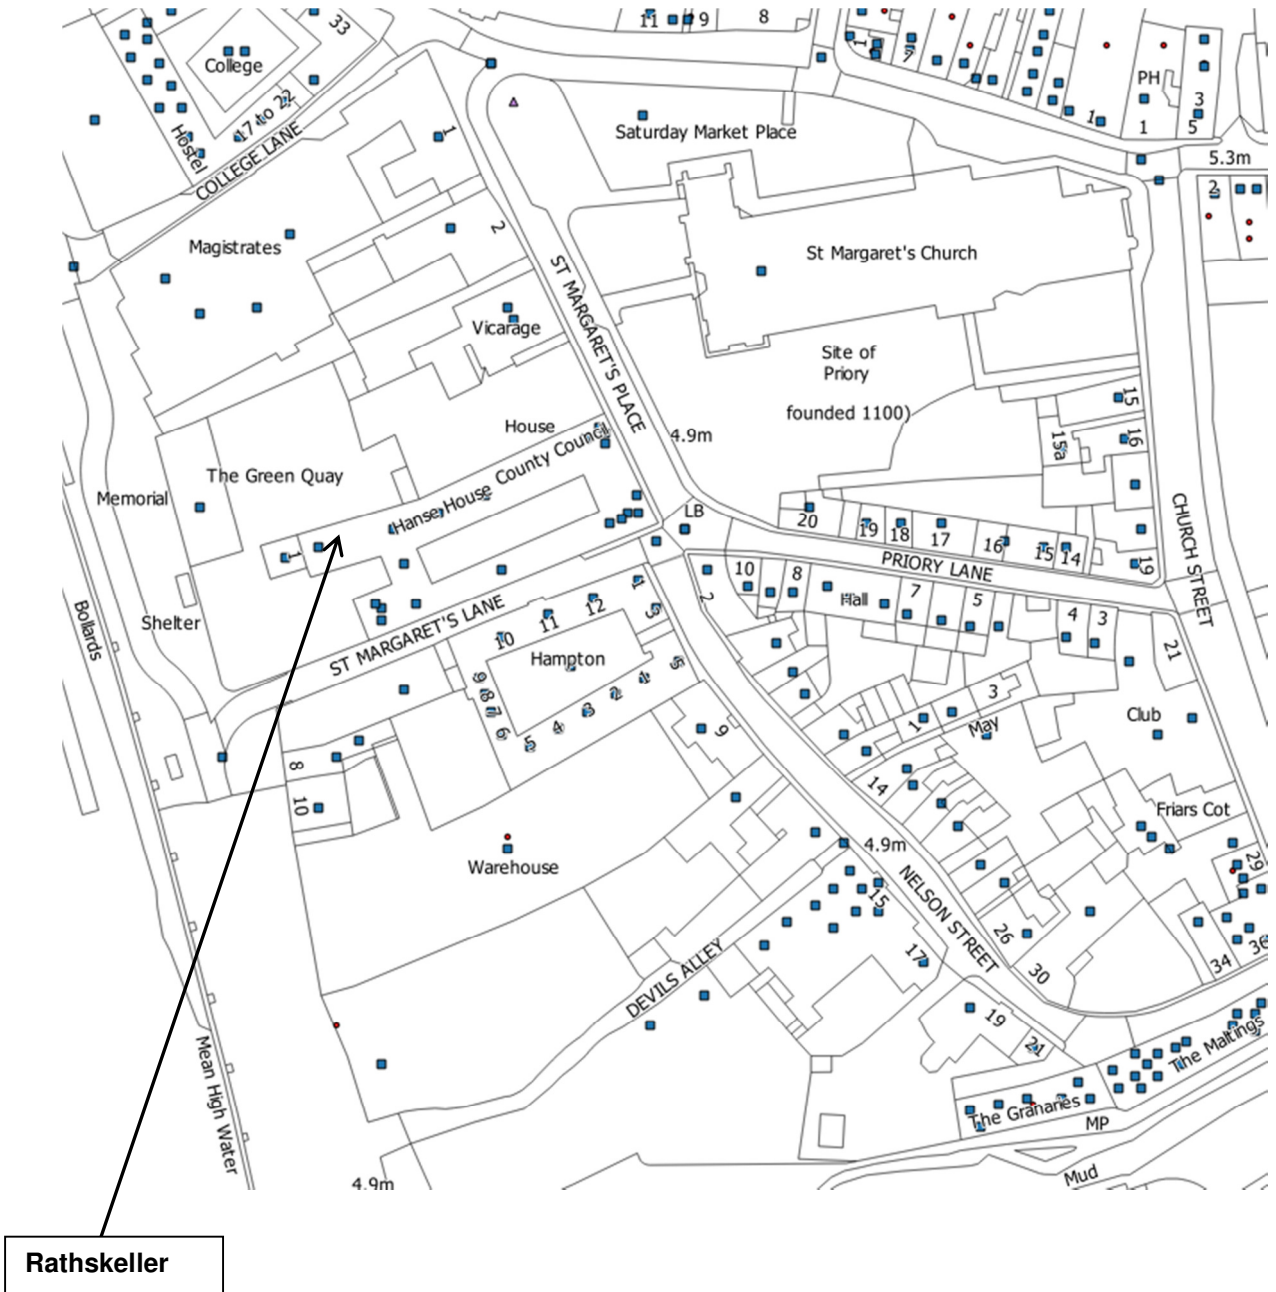 11
9
8
33
College
17 to 22
Hostel
COLLEGE LANE
1
7
PH
1
1
3
5
5.3m
2
Saturday Market Place
1
2
Magistrates
St Margaret's Church
ST MARGARET'S PLACE
Vicarage
Site of
Priory
founded 1100)
15
16
15a
4.9m
House
Hanse House County Council
The Green Quay
Memorial
1
LB
20
19
18
17
16
15
14
19
PRIORY LANE
CHURCH STREET
Bollards
Shelter
ST MARGARET'S LANE
1
3
5
12
11
10
Hampton
9
8
7
6
5
4
3
2
1
2
10
8
Hall
7
5
4
3
21
3
1
May
Club
9
8
10
14
Friars Cot
29
Warehouse
4.9m
15
NELSON STREET
17
26
30
34
36
DEVILS ALLEY
19
21
The Maltings
The Granaries
MP
Mud
Mean High Water
4.9m
Rathskeller